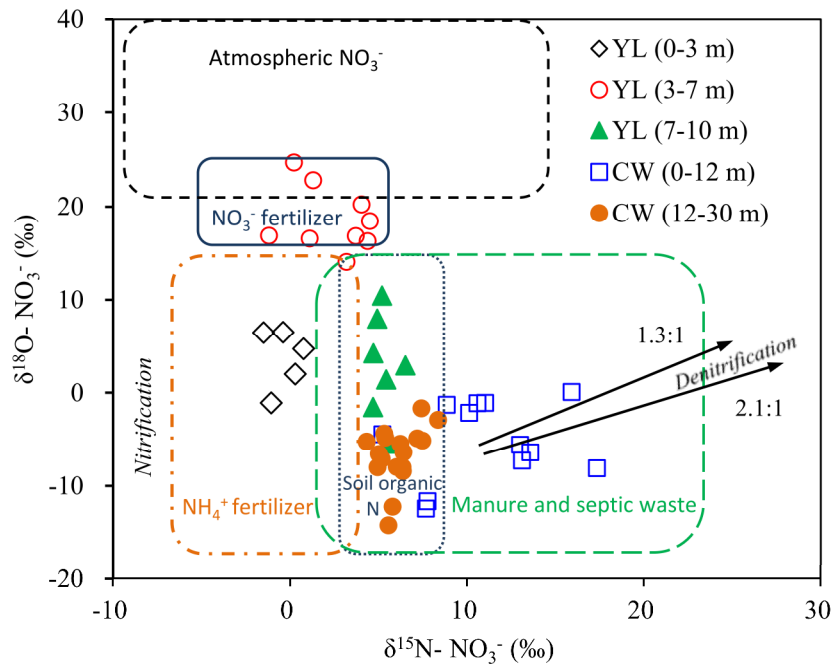 40
30
20
10
0
-10
-20
-10
0
10
20
30
δ¹⁸O- NO₃⁻ (‰)
δ¹⁵N- NO₃⁻ (‰)
Atmospheric NO₃⁻
YL (0-3 m)
YL (3-7 m)
YL (7-10 m)
CW (0-12 m)
CW (12-30 m)
NO₃⁻ fertilizer
Nitrification
NH₄⁺ fertilizer
Soil organic
N
Manure and septic waste
1.3:1
Denitrification
2.1:1